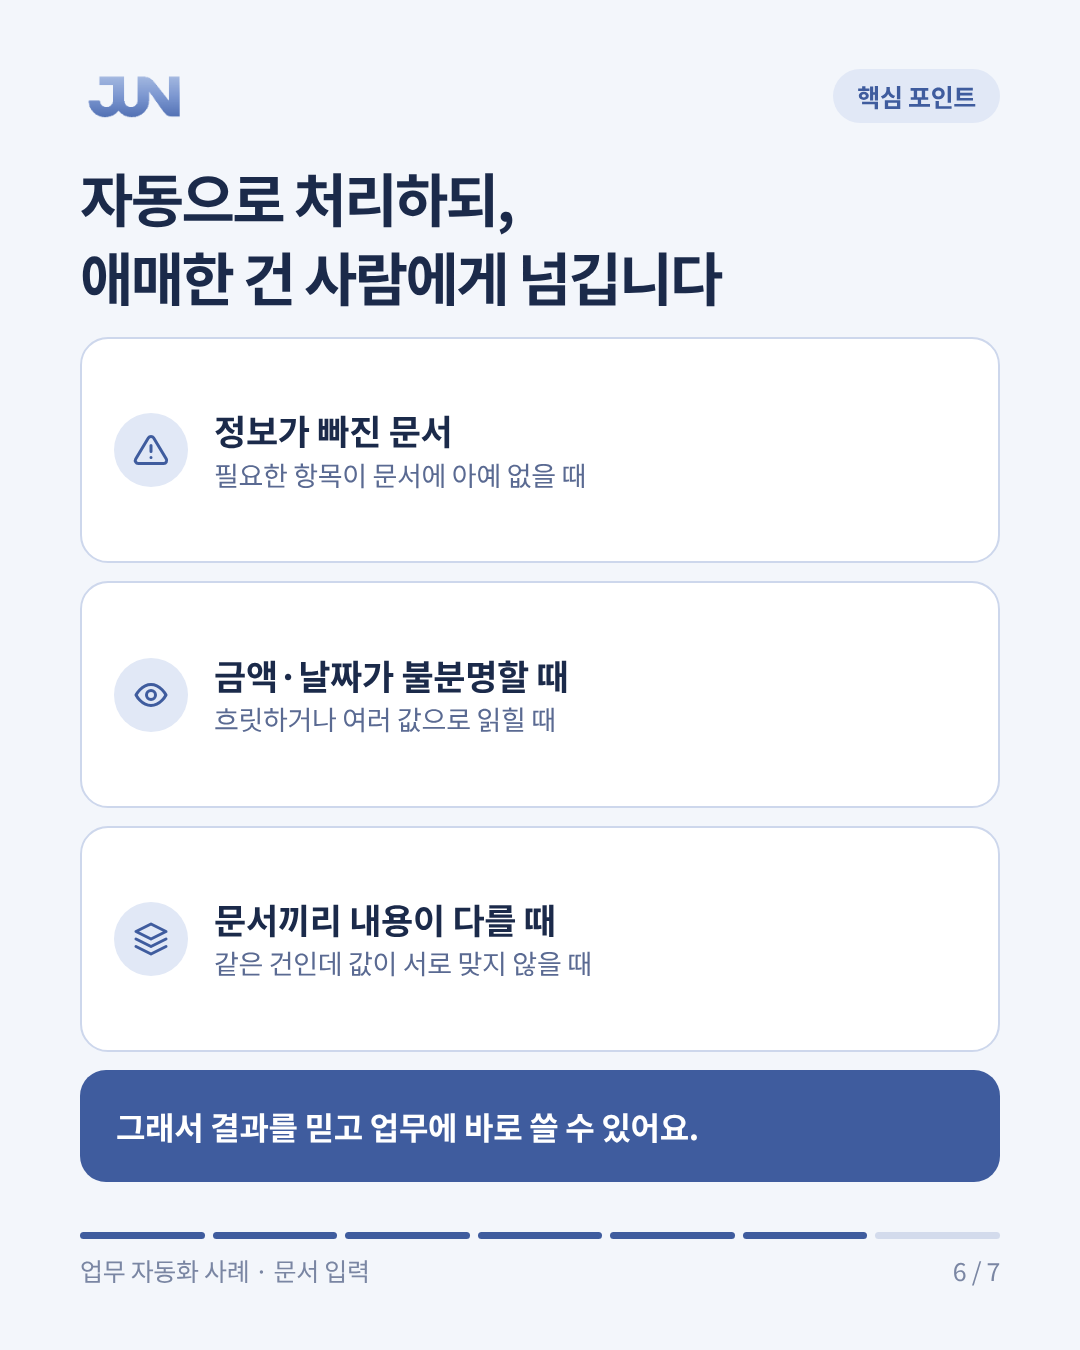 JUN
핵심 포인트
자동으로 처리하되,
애매한 건 사람에게 넘깁니다
정보가 빠진 문서
필요한 항목이 문서에 아예 없을 때
금액·날짜가 불분명할 때
흐릿하거나 여러 값으로 읽힐 때
문서끼리 내용이 다를 때
같은 건인데 값이 서로 맞지 않을 때
그래서 결과를 믿고 업무에 바로 쓸 수 있어요.
업무 자동화 사례 · 문서 입력
6 / 7